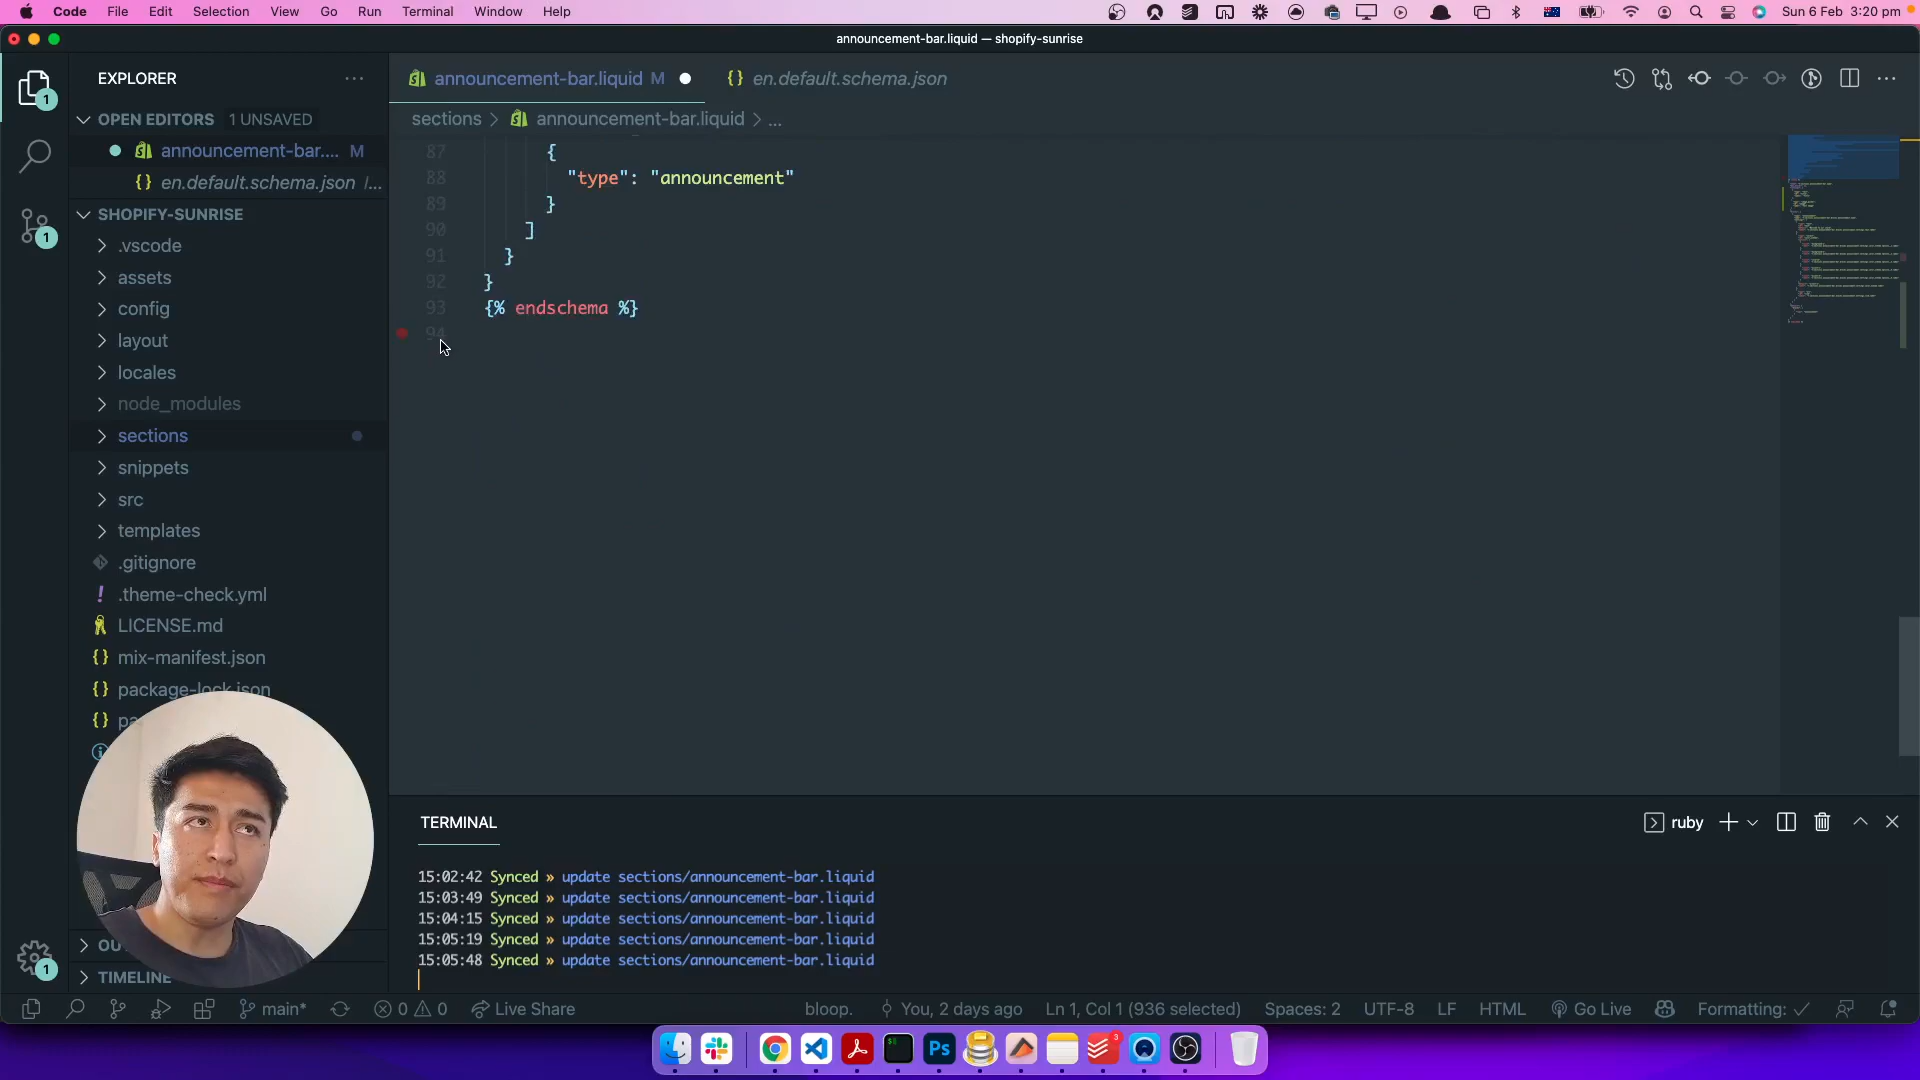 Code File Edit Selection View Go Run Terminal Window Help Sun 6 Feb 3:20 pm
announcement-bar.liquid — shopify-sunrise
EXPLORER
announcement-bar.liquid M
en.default.schema.json
OPEN EDITORS 1 UNSAVED
sections > announcement-bar.liquid > ...
announcement-bar.... M
en.default.schema.json /...
SHOPIFY-SUNRISE
.vscode
assets
config
layout
locales
node_modules
sections
snippets
src
templates
.gitignore
.theme-check.yml
LICENSE.md
mix-manifest.json
package-lock.json
pa
OU
TIMELINE
87 {
88 "type": "announcement"
89 }
90 ]
91 }
92 }
93 {% endschema %}
94
TERMINAL
ruby
15:02:42 Synced » update sections/announcement-bar.liquid
15:03:49 Synced » update sections/announcement-bar.liquid
15:04:15 Synced » update sections/announcement-bar.liquid
15:05:19 Synced » update sections/announcement-bar.liquid
15:05:48 Synced » update sections/announcement-bar.liquid
main* 0 0 Live Share bloop. You, 2 days ago Ln 1, Col 1 (936 selected) Spaces: 2 UTF-8 LF HTML Go Live Formatting: ✓